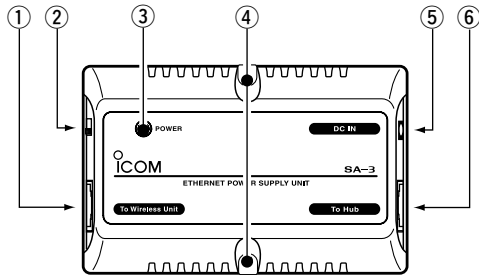 ① ② ③ ④ ⑤ ⑥
POWER
DC IN
ICOM
SA-3
ETHERNET POWER SUPPLY UNIT
To Wireless Unit
To Hub